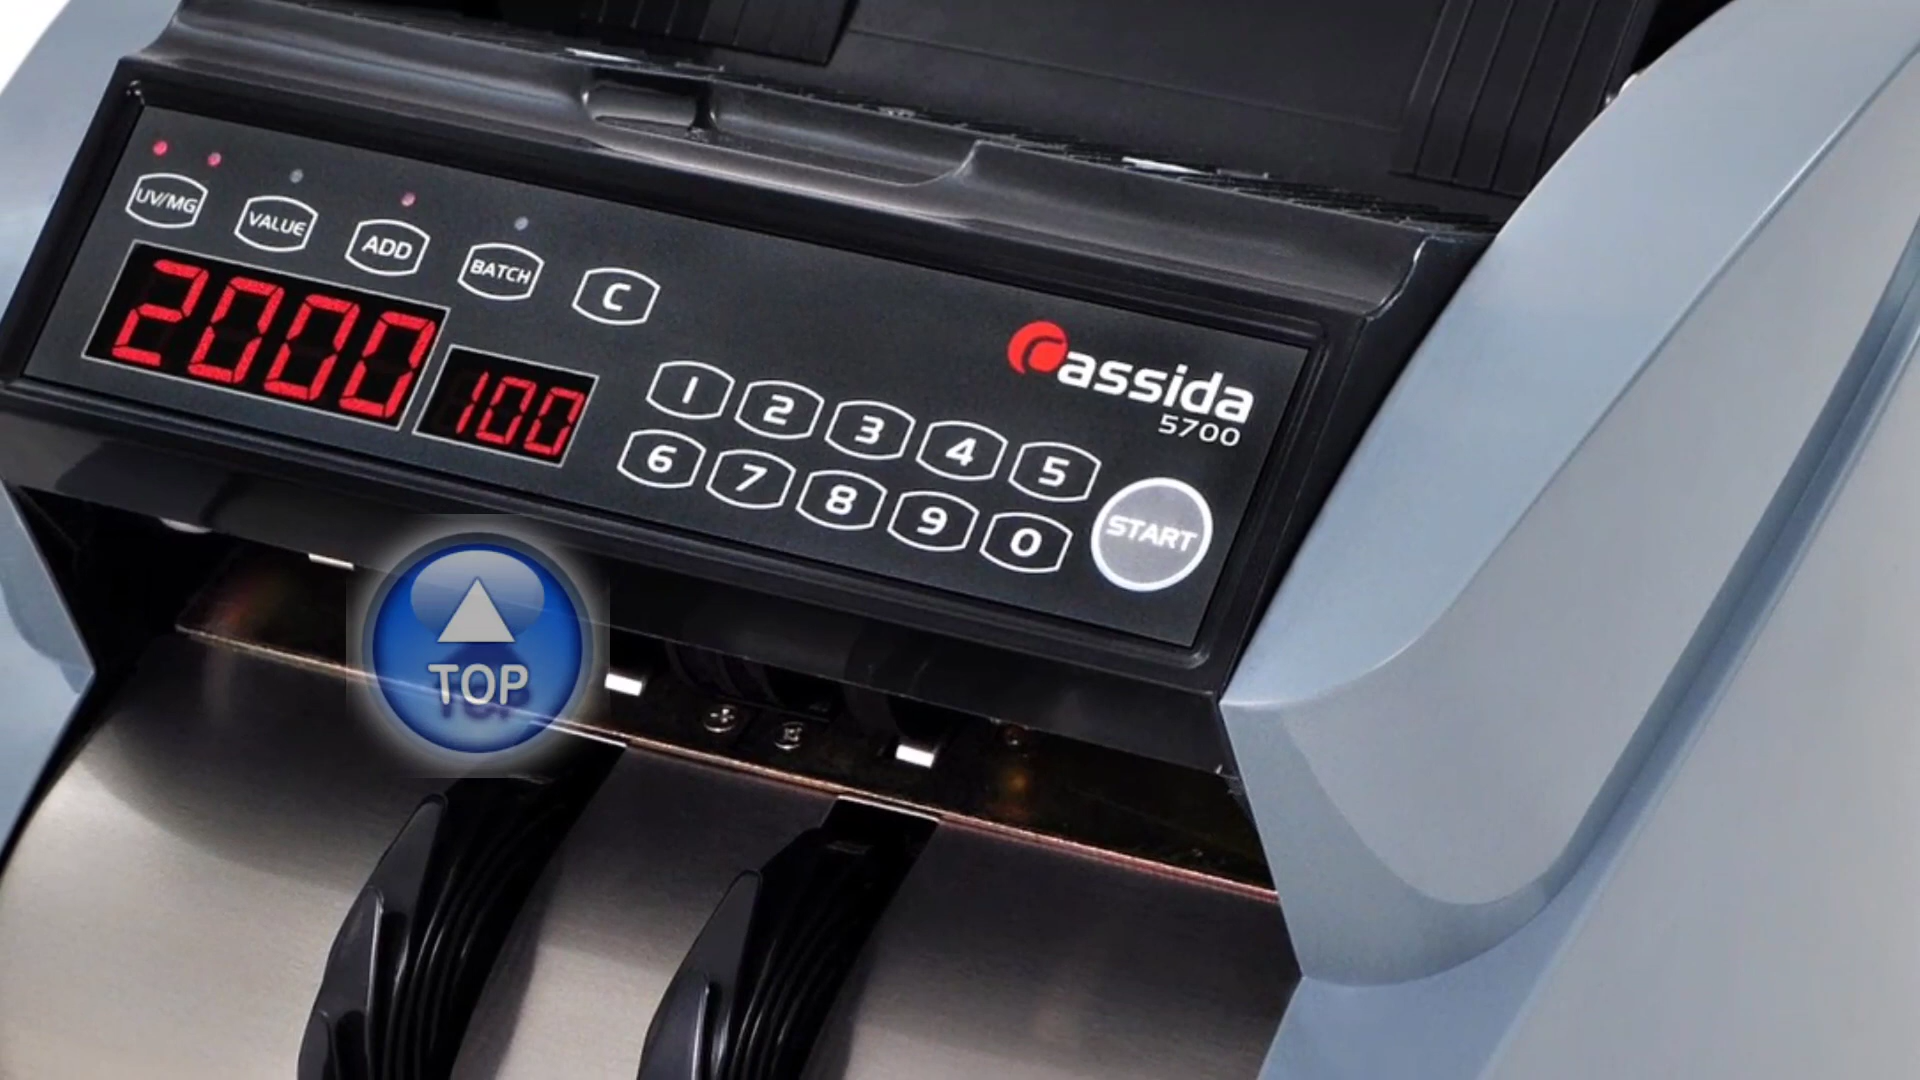 UV/MG
VALUE
ADD
BATCH
C
2000
100
Cassida
5700
1 2 3 4 5
6 7 8 9 0
START
TOP